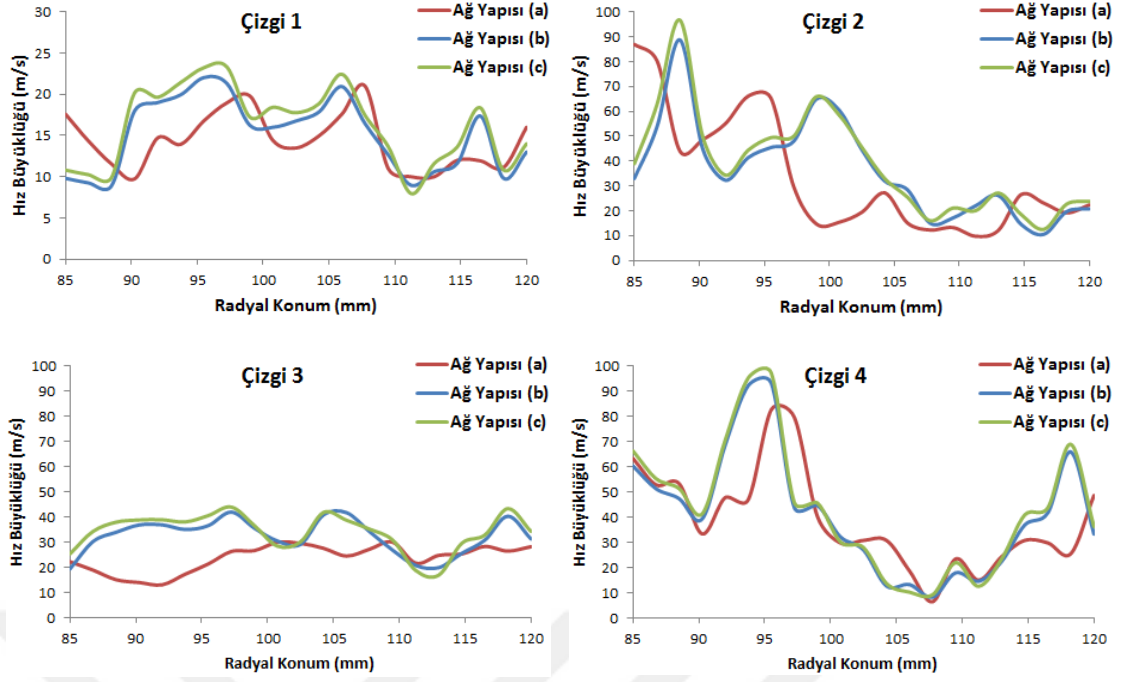 Çizgi 1
Ağ Yapısı (a)
Ağ Yapısı (b)
Ağ Yapısı (c)
Hız Büyüklüğü (m/s)
30
25
20
15
10
5
0
85 90 95 100 105 110 115 120
Radyal Konum (mm)
Çizgi 2
Ağ Yapısı (a)
Ağ Yapısı (b)
Ağ Yapısı (c)
Hız Büyüklüğü (m/s)
100
90
80
70
60
50
40
30
20
10
0
85 90 95 100 105 110 115 120
Radyal Konum (mm)
Çizgi 3
Ağ Yapısı (a)
Ağ Yapısı (b)
Ağ Yapısı (c)
Hız Büyüklüğü (m/s)
100
90
80
70
60
50
40
30
20
10
0
85 90 95 100 105 110 115 120
Radyal Konum (mm)
Çizgi 4
Ağ Yapısı (a)
Ağ Yapısı (b)
Ağ Yapısı (c)
Hız Büyüklüğü (m/s)
100
90
80
70
60
50
40
30
20
10
0
85 90 95 100 105 110 115 120
Radyal Konum (mm)